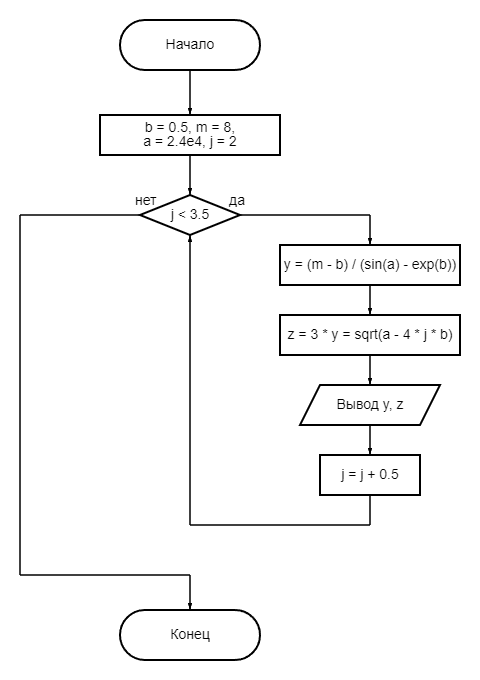 Начало
b = 0.5, m = 8,
a = 2.4e4, j = 2
нет
да
j < 3.5
y = (m - b) / (sin(a) - exp(b))
z = 3 * y = sqrt(a - 4 * j * b)
Вывод y, z
j = j + 0.5
Конец